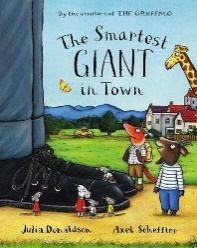 by the creators of THE GRUFFALO
The Smartest
GIANT
in Town
Julia Donaldson Axel Scheffler